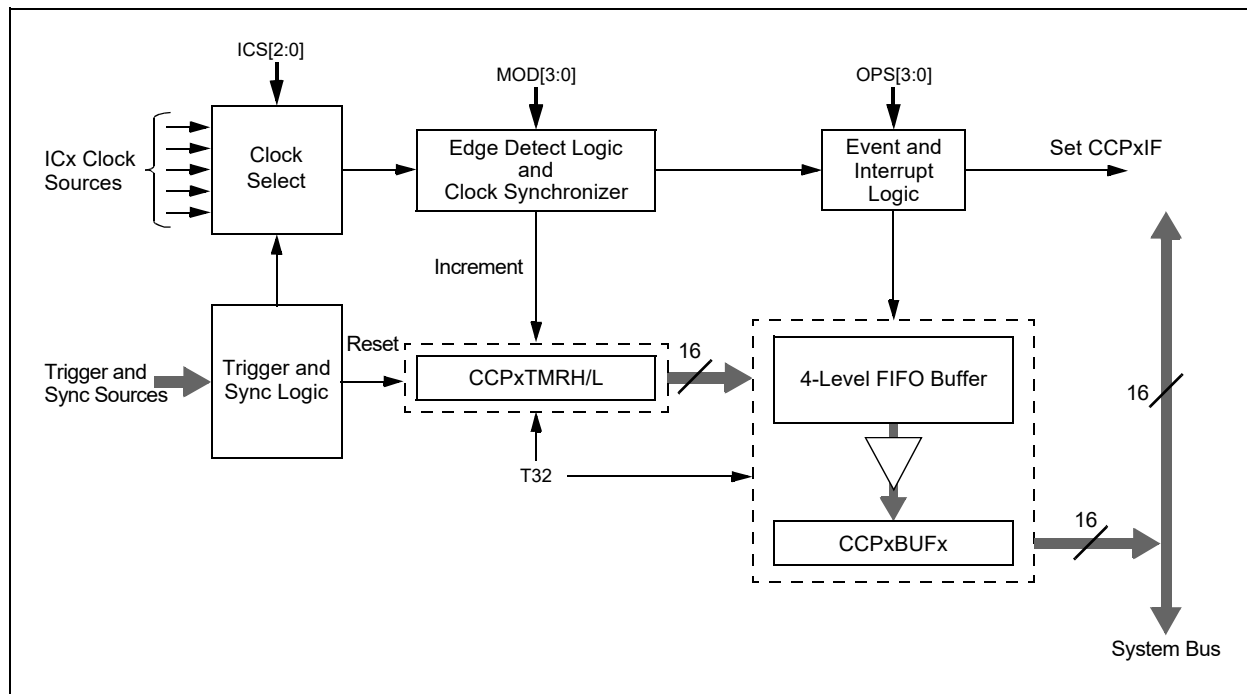 ICS[2:0]
MOD[3:0]
OPS[3:0]
ICx Clock
Sources
Clock
Select
Edge Detect Logic
and
Clock Synchronizer
Event and
Interrupt
Logic
Set CCPxIF
Increment
Trigger and
Sync Sources
Trigger and
Sync Logic
Reset
CCPxTMRH/L
16
4-Level FIFO Buffer
16
T32
CCPxBUFx
16
System Bus